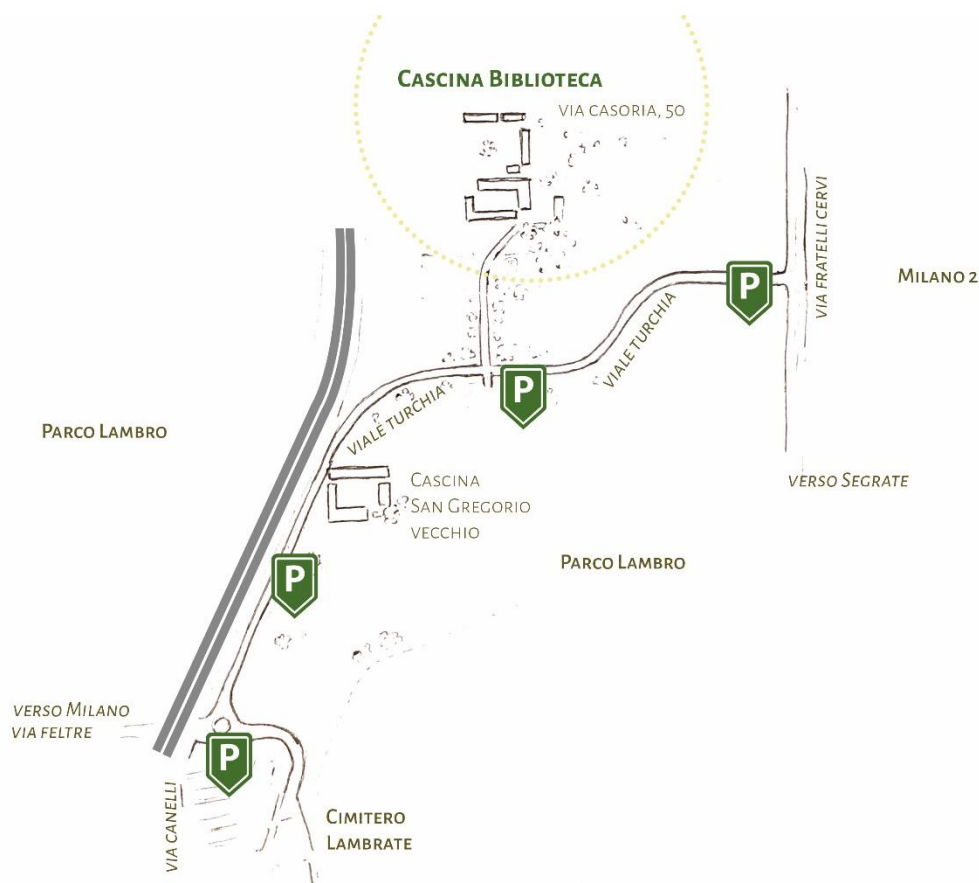 CASCINA BIBLIOTECA
VIA CASORIA, 50
VIA FRATELLI CERVI
MILANO 2
P
VIALE TURCHIA
P
VIALE TURCHIA
PARCO LAMBRO
CASCINA
SAN GREGORIO
VECCHIO
VERSO SEGRATE
PARCO LAMBRO
P
VERSO MILANO
VIA FELTRE
P
VIA CANELLI
CIMITERO
LAMBRATE